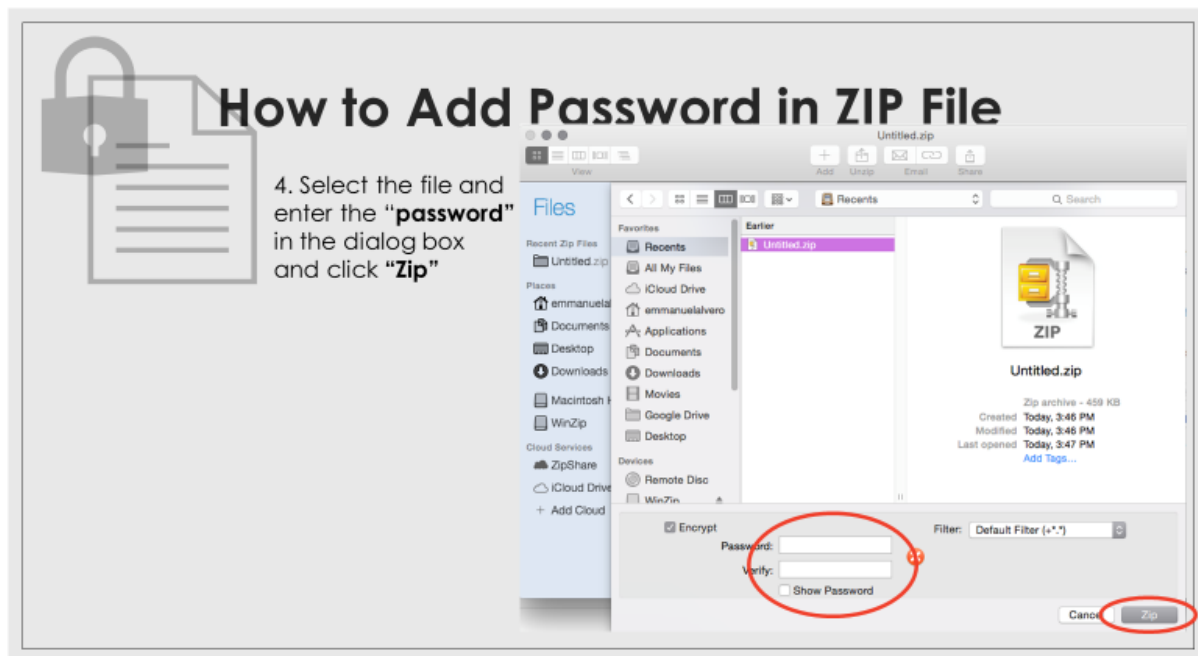 How to Add Password in ZIP File
4. Select the file and
enter the “password”
in the dialog box
and click “Zip”
Untitled.zip
View
Add Unzip Email Share
Files
Recent Zip Files
Untitled.zip
Places
emmanuelal
Documents
Desktop
Downloads
Macintosh H
WinZip
Cloud Services
ZipShare
iCloud Drive
+ Add Cloud
Recents
Search
Favorites
Recents
All My Files
iCloud Drive
emmanuelalvero
Applications
Documents
Downloads
Movies
Google Drive
Desktop
Devices
Remote Disc
WinZip
Earlier
Untitled.zip
ZIP
Untitled.zip
Zip archive - 459 KB
Created Today, 3:46 PM
Modified Today, 3:46 PM
Last opened Today, 3:47 PM
Add Tags...
Encrypt
Password:
Verify:
Show Password
Filter: Default Filter (+*.*)
Cancel
Zip